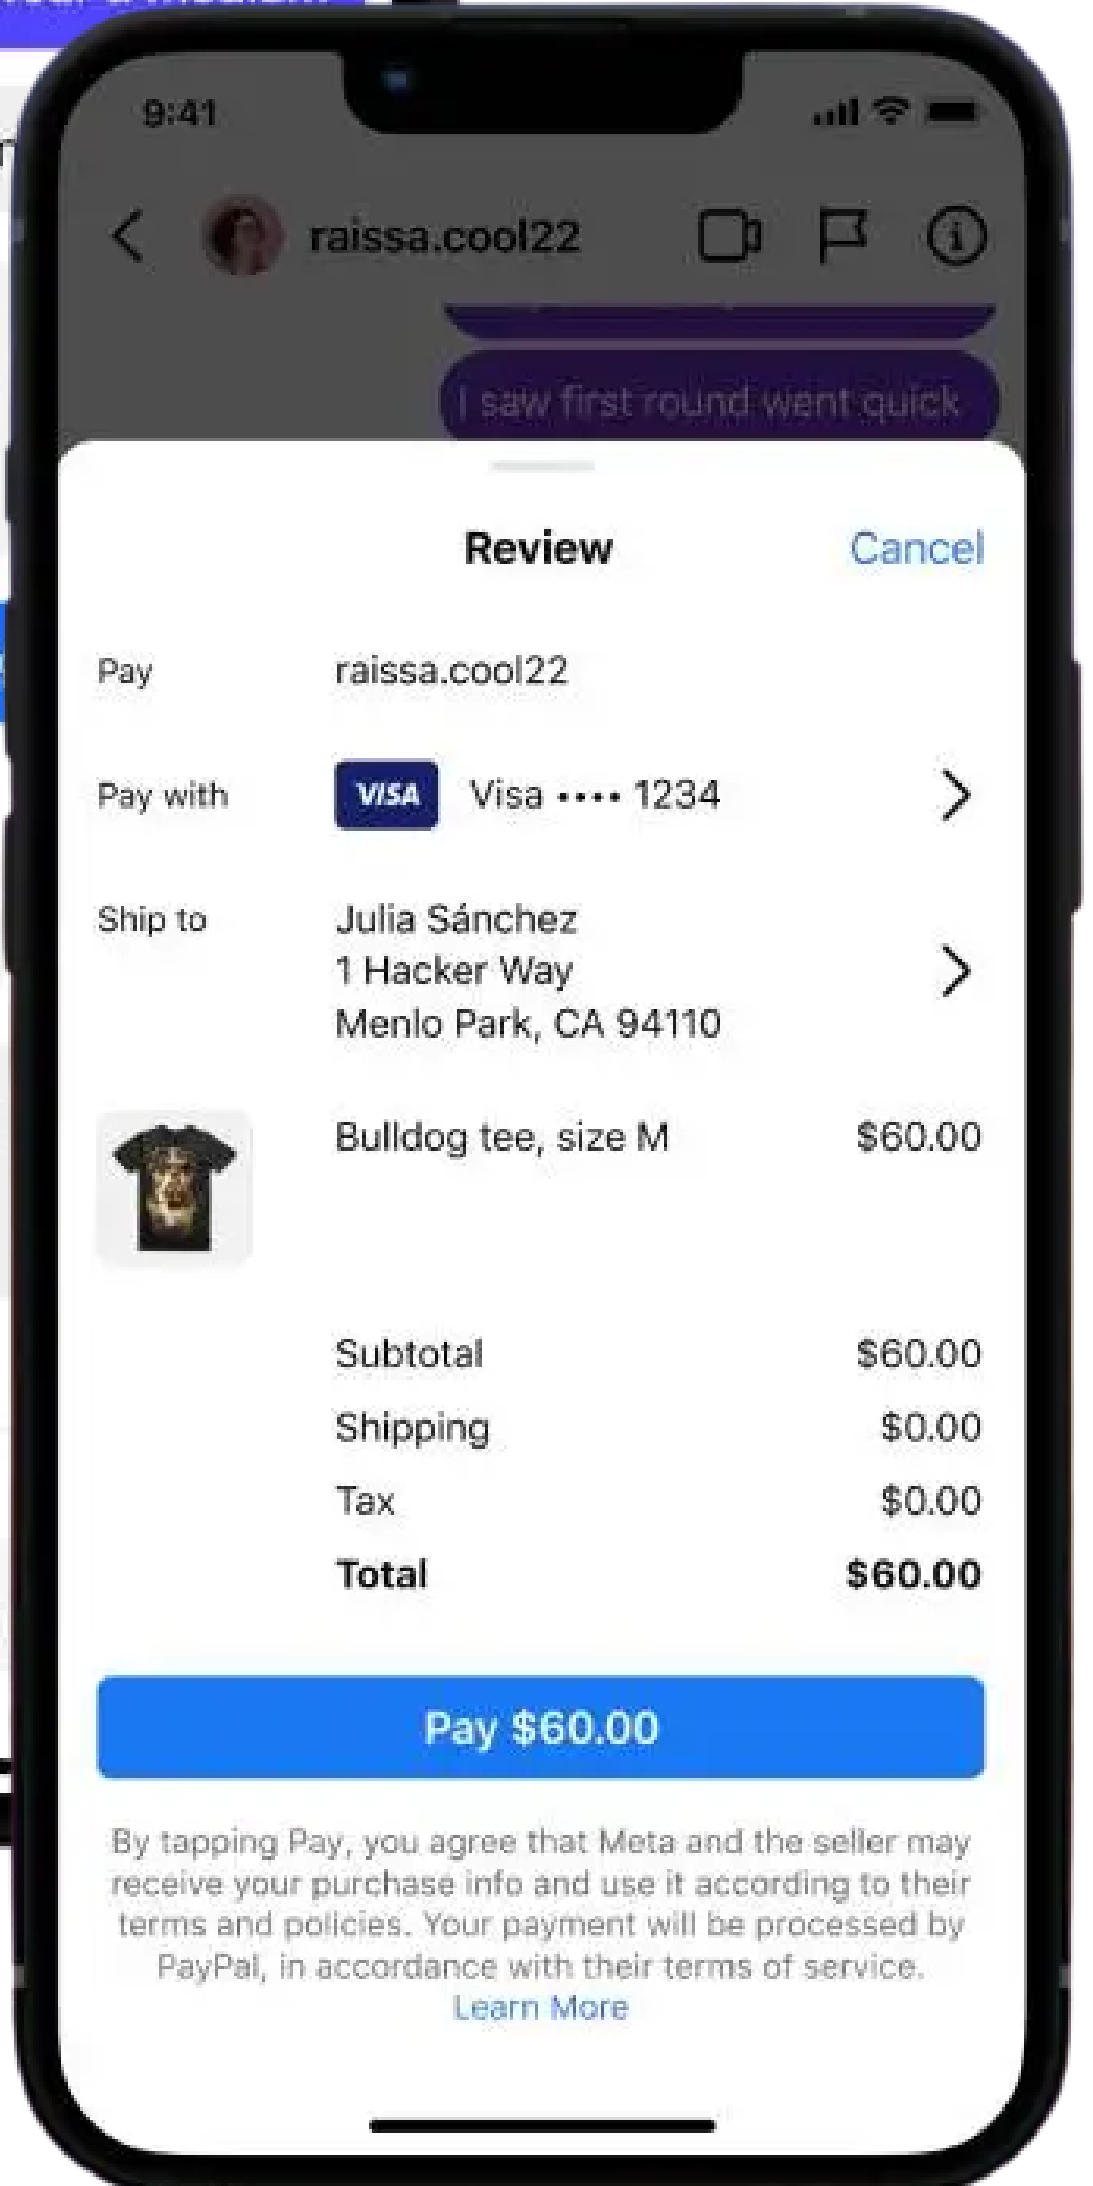 9:41
raissa.cool22
I saw first round went quick
Review
Cancel
Pay
raissa.cool22
Pay with
VISA
Visa •••• 1234
Ship to
Julia Sánchez
1 Hacker Way
Menlo Park, CA 94110
Bulldog tee, size M
$60.00
Subtotal
$60.00
Shipping
$0.00
Tax
$0.00
Total
$60.00
Pay $60.00
By tapping Pay, you agree that Meta and the seller may
receive your purchase info and use it according to their
terms and policies. Your payment will be processed by
PayPal, in accordance with their terms of service.
Learn More